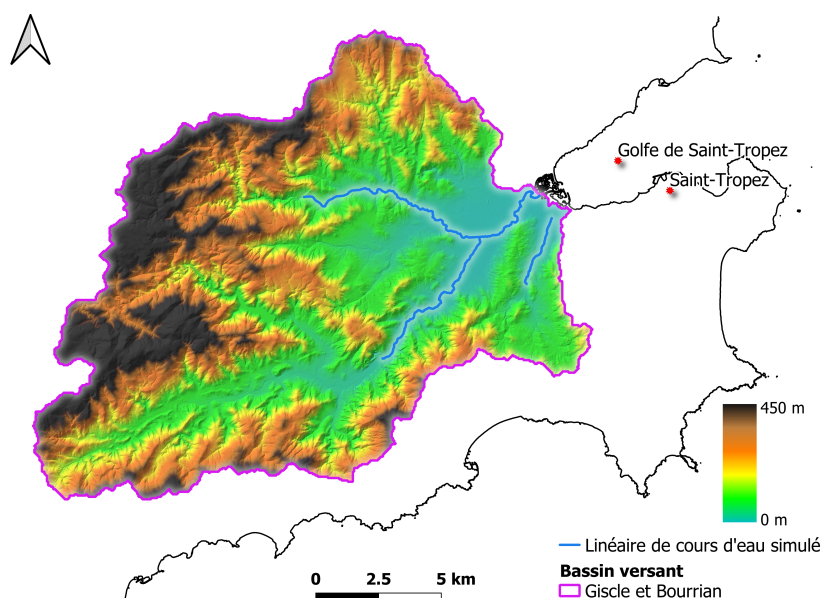 Golfe de Saint-Tropez
Saint-Tropez
450 m
0 m
Linéaire de cours d'eau simulé
Bassin versant
Giscle et Bourrian
0 2.5 5 km